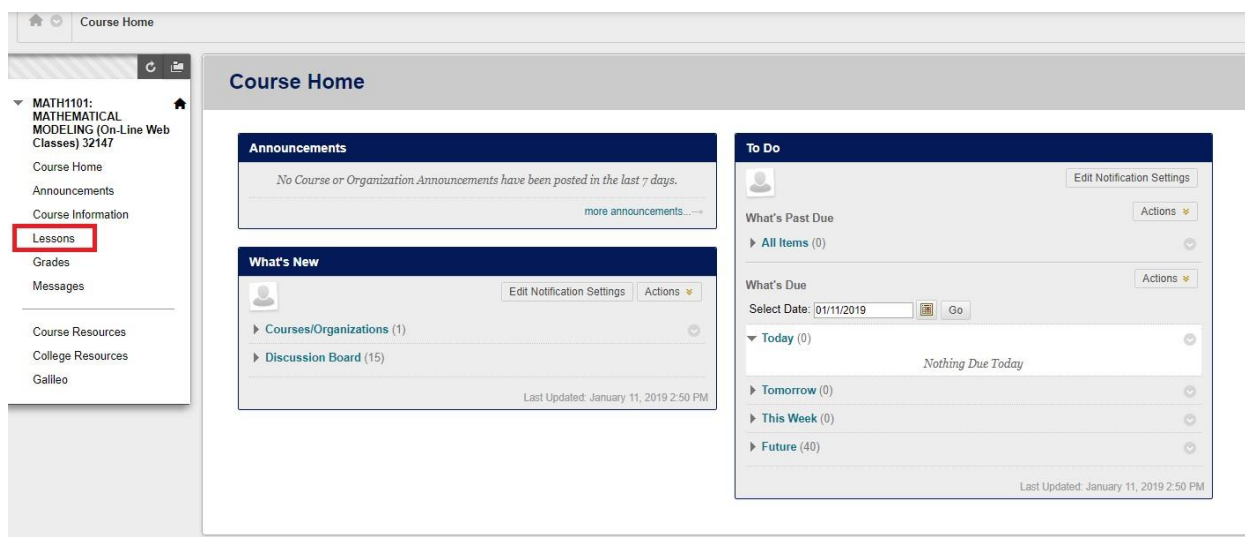 Course Home
MATH1101:
MATHEMATICAL
MODELING (On-Line Web
Classes) 32147
Course Home
Announcements
Course Information
Lessons
Grades
Messages
Course Resources
College Resources
Galileo
Course Home
Announcements
No Course or Organization Announcements have been posted in the last 7 days.
more announcements...
What's New
Edit Notification Settings Actions
Courses/Organizations (1)
Discussion Board (15)
Last Updated: January 11, 2019 2:50 PM
To Do
Edit Notification Settings
What's Past Due Actions
All Items (0)
What's Due Actions
Select Date: 01/11/2019 Go
Today (0)
Nothing Due Today
Tomorrow (0)
This Week (0)
Future (40)
Last Updated: January 11, 2019 2:50 PM